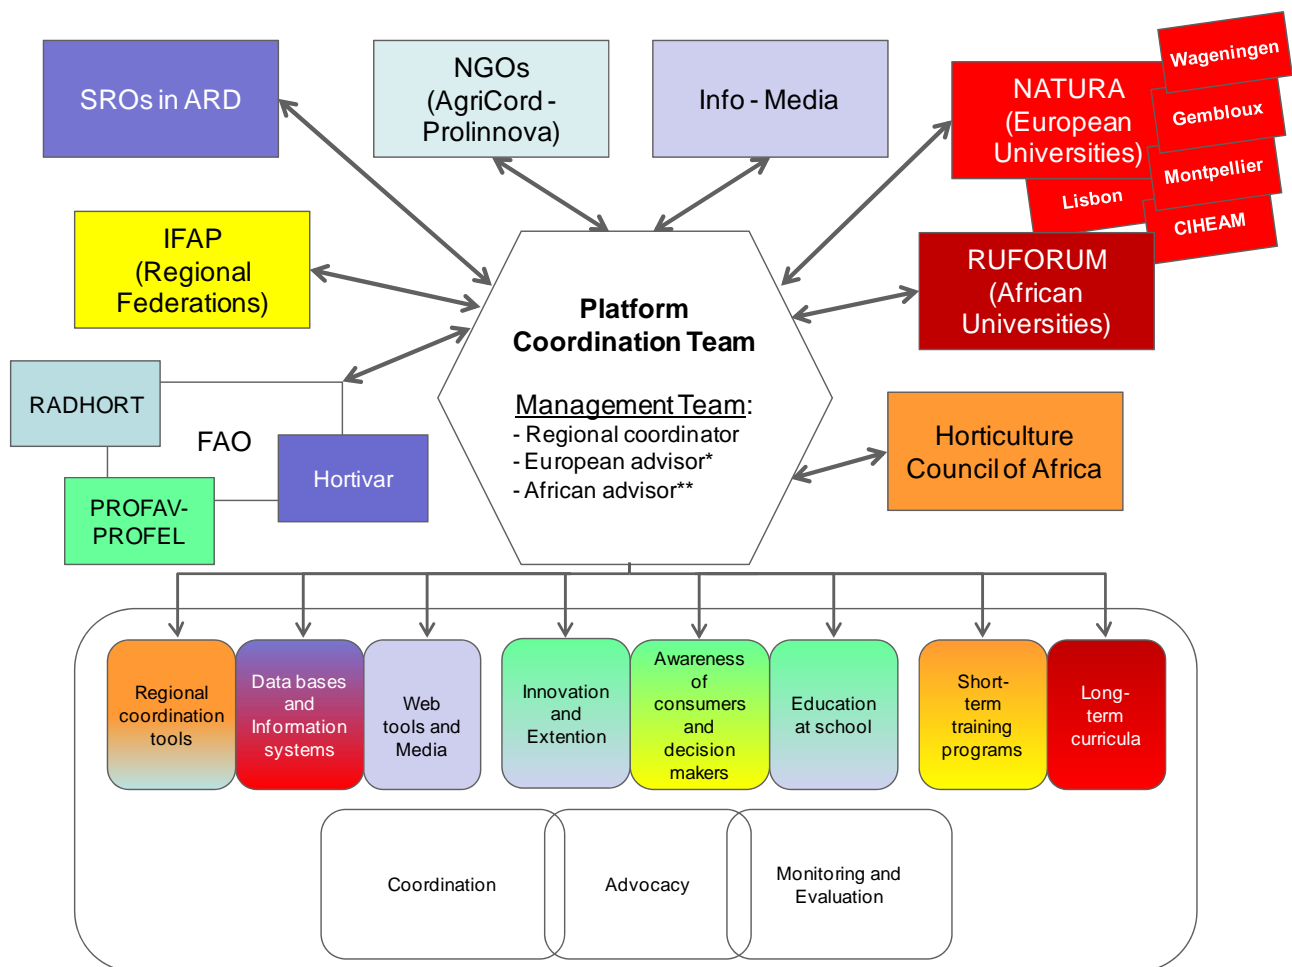 SROs in ARD
NGOs
(AgriCord -
Prolinnova)
Info - Media
NATURA
(European
Universities)
Wageningen
Gembloux
Montpellier
Lisbon
CIHEAM
IFAP
(Regional
Federations)
RUFORUM
(African
Universities)
Platform
Coordination Team
Management Team:
- Regional coordinator
- European advisor*
- African advisor**
RADHORT
FAO
Hortivar
PROFAV-
PROFEL
Horticulture
Council of Africa
Regional
coordination
tools
Data bases
and
Information
systems
Web
tools and
Media
Innovation
and
Extention
Awareness
of
consumers
and
decision
makers
Education
at school
Short-
term
training
programs
Long-
term
curricula
Coordination
Advocacy
Monitoring and
Evaluation